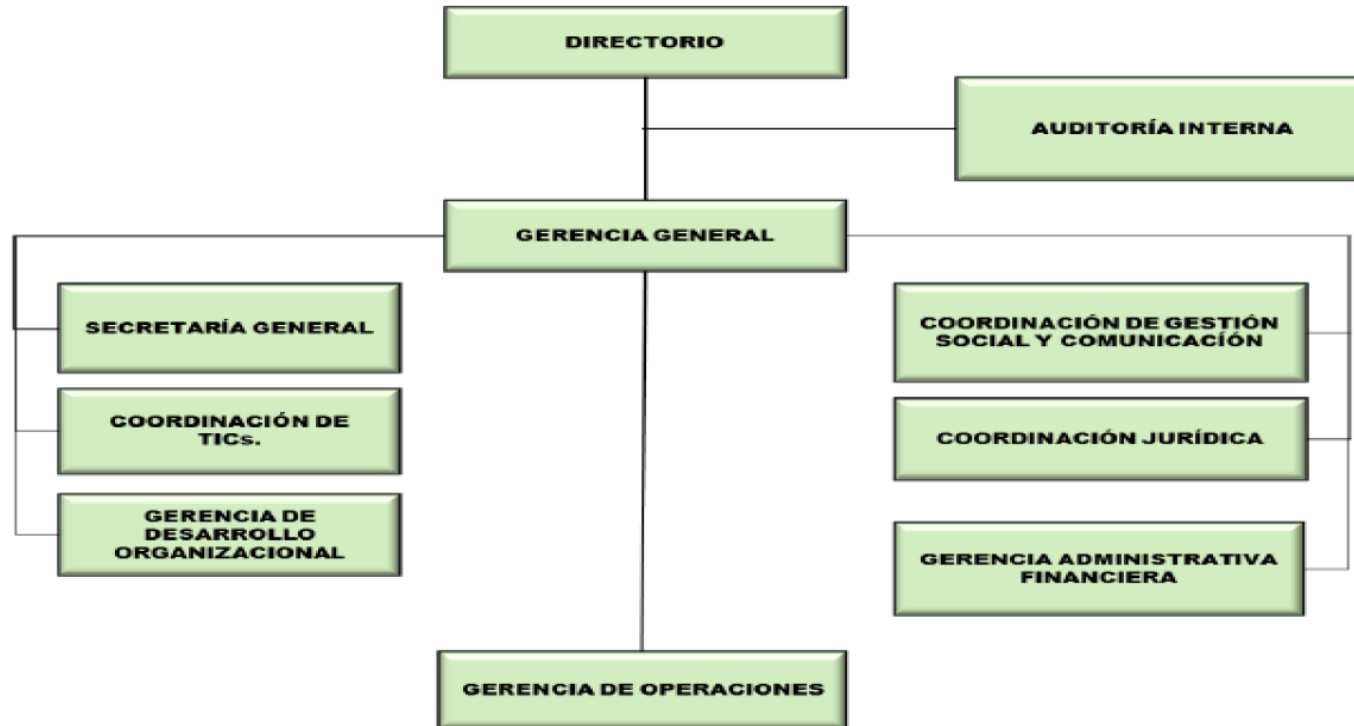 DIRECTORIO
AUDITORÍA INTERNA
GERENCIA GENERAL
SECRETARÍA GENERAL
COORDINACIÓN DE
TICs.
GERENCIA DE
DESARROLLO
ORGANIZACIONAL
COORDINACIÓN DE GESTIÓN
SOCIAL Y COMUNICACÍÓN
COORDINACIÓN JURÍDICA
GERENCIA ADMINISTRATIVA
FINANCIERA
GERENCIA DE OPERACIONES